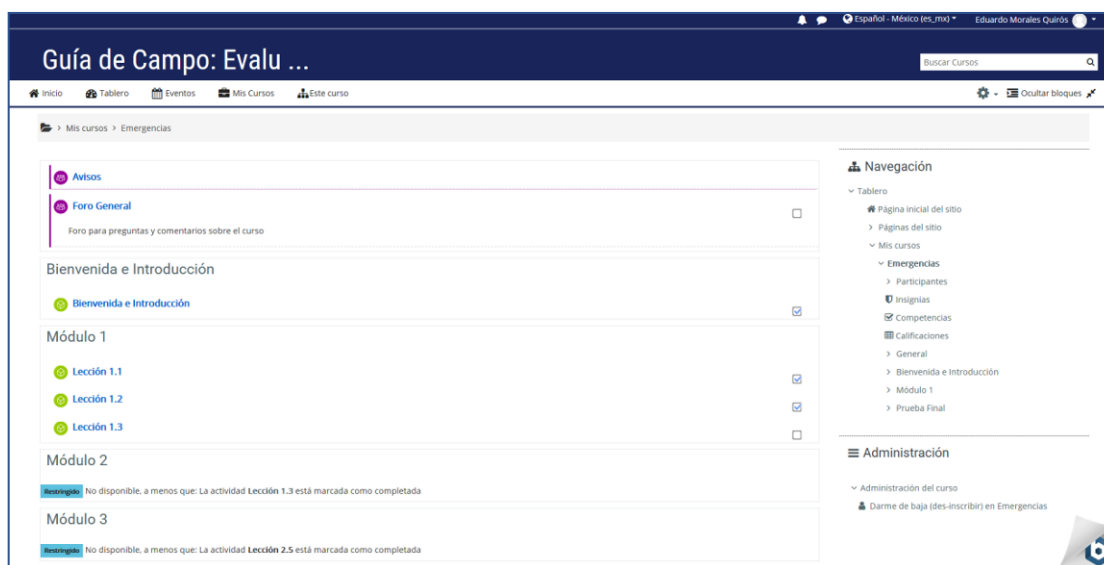 Español - México (es_mx)
Eduardo Morales Quirós
Guía de Campo: Evalu ...
Buscar Cursos
Inicio
Tablero
Eventos
Mis Cursos
Este curso
Ocultar bloques
> Mis cursos > Emergencias
Avisos
Foro General
Foro para preguntas y comentarios sobre el curso
Bienvenida e Introducción
Bienvenida e Introducción
Módulo 1
Lección 1.1
Lección 1.2
Lección 1.3
Módulo 2
Restringido No disponible, a menos que: La actividad Lección 1.3 está marcada como completada
Módulo 3
Restringido No disponible, a menos que: La actividad Lección 2.5 está marcada como completada
Navegación
Tablero
Página inicial del sitio
Páginas del sitio
Mis cursos
Emergencias
Participantes
Insignias
Competencias
Calificaciones
General
Bienvenida e Introducción
Módulo 1
Prueba Final
Administración
Administración del curso
Darme de baja (des-inscribir) en Emergencias
b